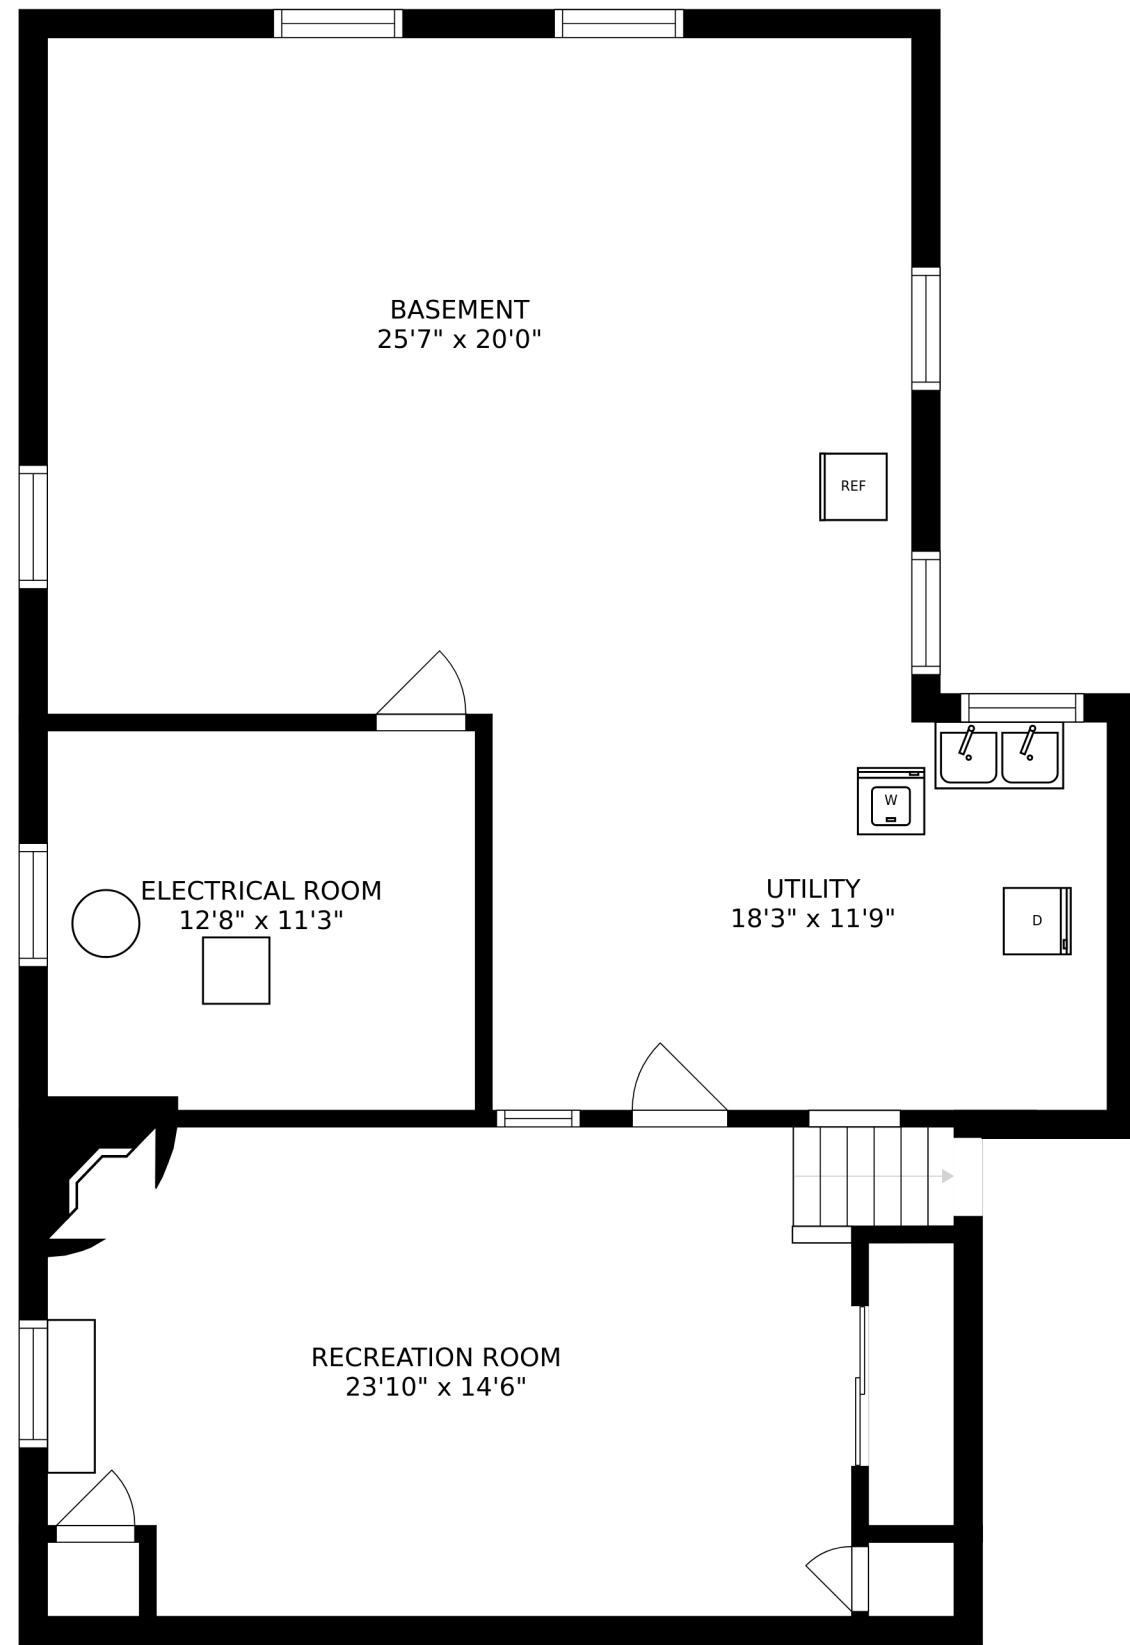 BASEMENT
25'7" x 20'0"
REF
W
ELECTRICAL ROOM
12'8" x 11'3"
UTILITY
18'3" x 11'9"
D
RECREATION ROOM
23'10" x 14'6"